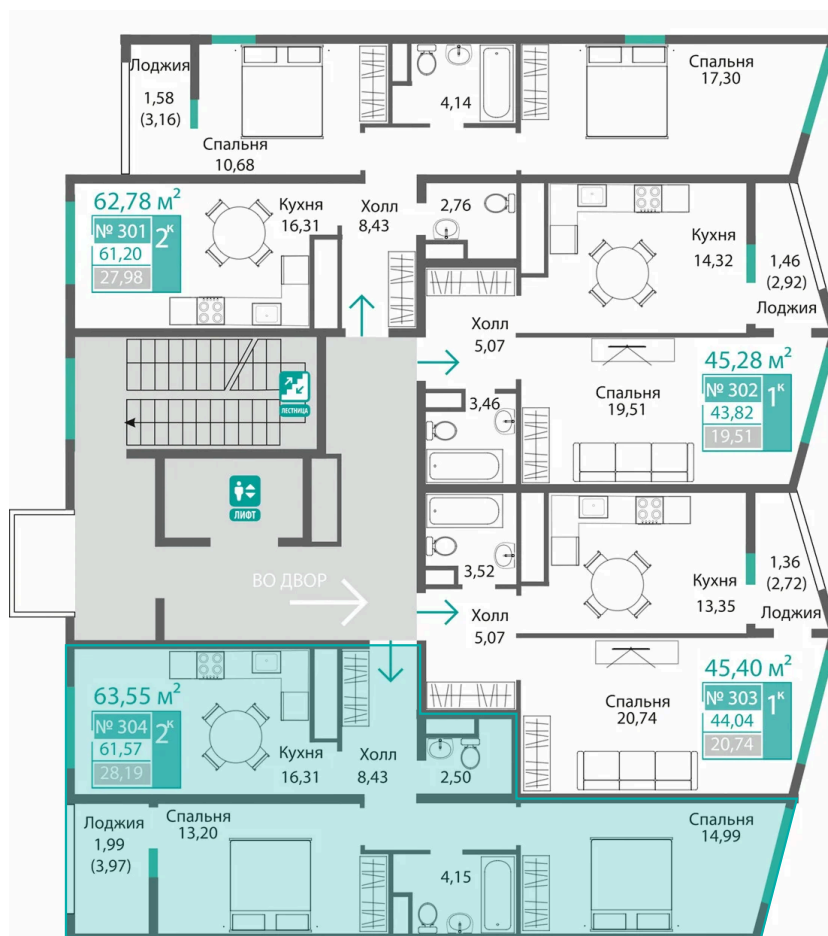 Лоджия
1,58
(3,16)
Спальня
10,68
4,14
Спальня
17,30
62,78 м²
№ 301
61,20
27,98
2к
Кухня
16,31
Холл
8,43
2,76
Кухня
14,32
1,46
(2,92)
Лоджия
Холл
5,07
3,46
Спальня
19,51
45,28 м²
№ 302
43,82
19,51
1к
ЛЕСТНИЦА
ЛИФТ
ВО ДВОР
3,52
Холл
5,07
Кухня
13,35
1,36
(2,72)
Лоджия
Спальня
20,74
45,40 м²
№ 303
44,04
20,74
1к
63,55 м²
№ 304
61,57
28,19
2к
Кухня
16,31
Холл
8,43
2,50
Лоджия
1,99
(3,97)
Спальня
13,20
4,15
Спальня
14,99